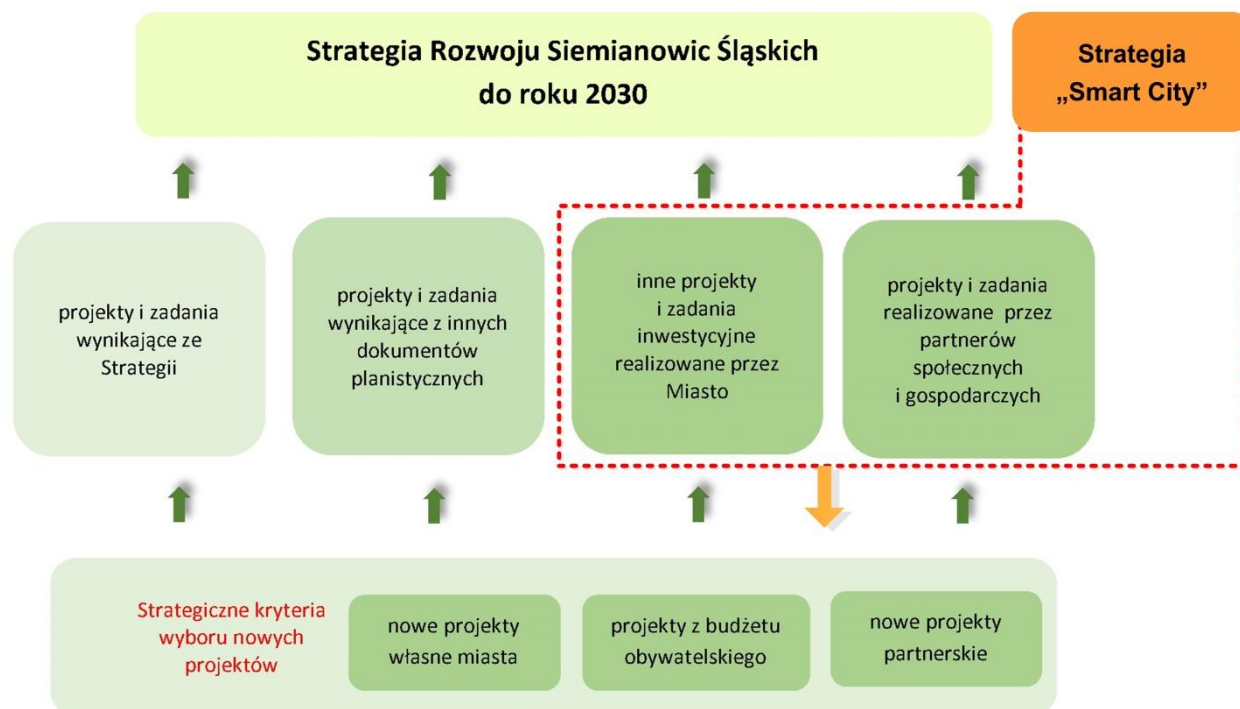 Strategia Rozwoju Siemianowic Śląskich
do roku 2030
Strategia
„Smart City”
projekty i zadania
wynikające ze
Strategii
projekty i zadania
wynikające z innych
dokumentów
planistycznych
inne projekty
i zadania
inwestycyjne
realizowane przez
Miasto
projekty i zadania
realizowane przez
partnerów
społecznych
i gospodarczych
Strategiczne kryteria
wyboru nowych
projektów
nowe projekty
własne miasta
projekty z budżetu
obywatelskiego
nowe projekty
partnerskie